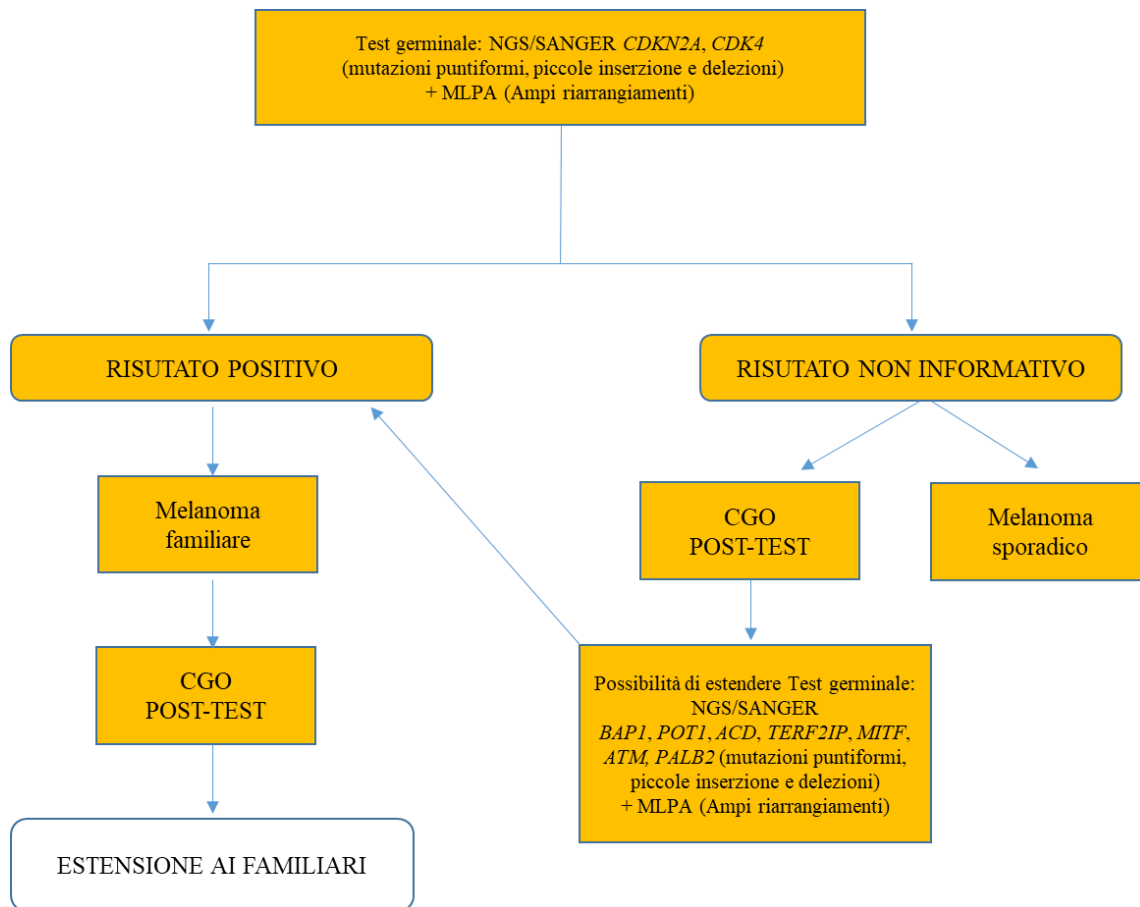 Test germinale: NGS/SANGER CDKN2A, CDK4
(mutazioni puntiformi, piccole inserzione e delezioni)
+ MLPA (Ampi riarrangiamenti)
RISUTATO POSITIVO
RISUTATO NON INFORMATIVO
Melanoma
familiare
CGO
POST-TEST
Melanoma
sporadico
CGO
POST-TEST
Possibilità di estendere Test germinale:
NGS/SANGER
BAP1, POT1, ACD, TERF2IP, MITF,
ATM, PALB2 (mutazioni puntiformi,
piccole inserzione e delezioni)
+ MLPA (Ampi riarrangiamenti)
ESTENSIONE AI FAMILIARI